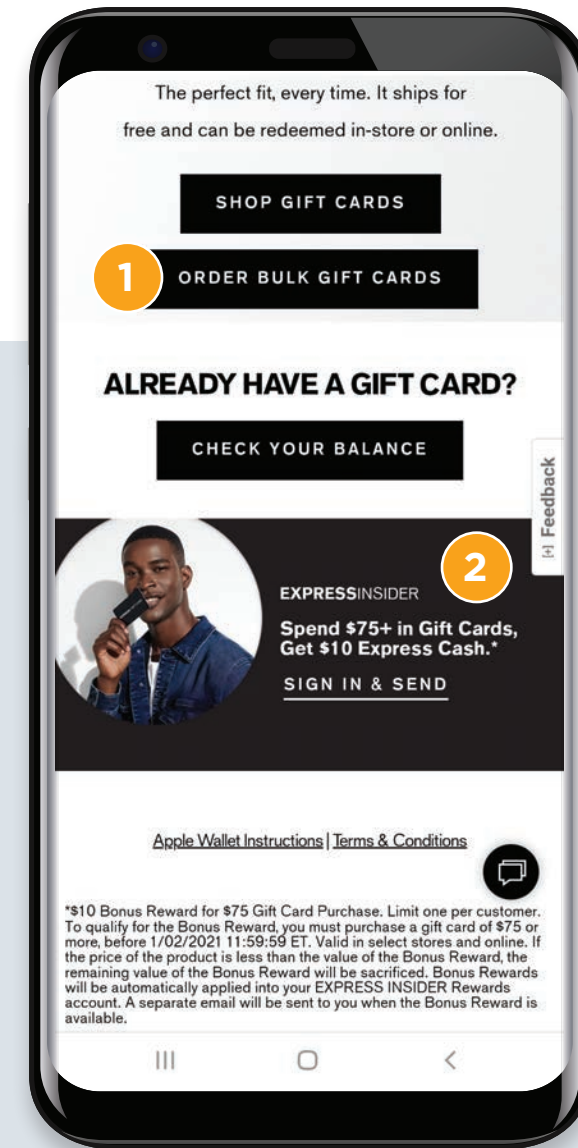 The perfect fit, every time. It ships for
free and can be redeemed in-store or online.
SHOP GIFT CARDS
1
ORDER BULK GIFT CARDS
ALREADY HAVE A GIFT CARD?
CHECK YOUR BALANCE
[+] Feedback
2
EXPRESSINSIDER
Spend $75+ in Gift Cards,
Get $10 Express Cash.*
SIGN IN & SEND
Apple Wallet Instructions | Terms & Conditions
*$10 Bonus Reward for $75 Gift Card Purchase. Limit one per customer.
To qualify for the Bonus Reward, you must purchase a gift card of $75 or
more, before 1/02/2021 11:59:59 ET. Valid in select stores and online. If
the price of the product is less than the value of the Bonus Reward, the
remaining value of the Bonus Reward will be sacrificed. Bonus Rewards
will be automatically applied into your EXPRESS INSIDER Rewards
account. A separate email will be sent to you when the Bonus Reward is
available.